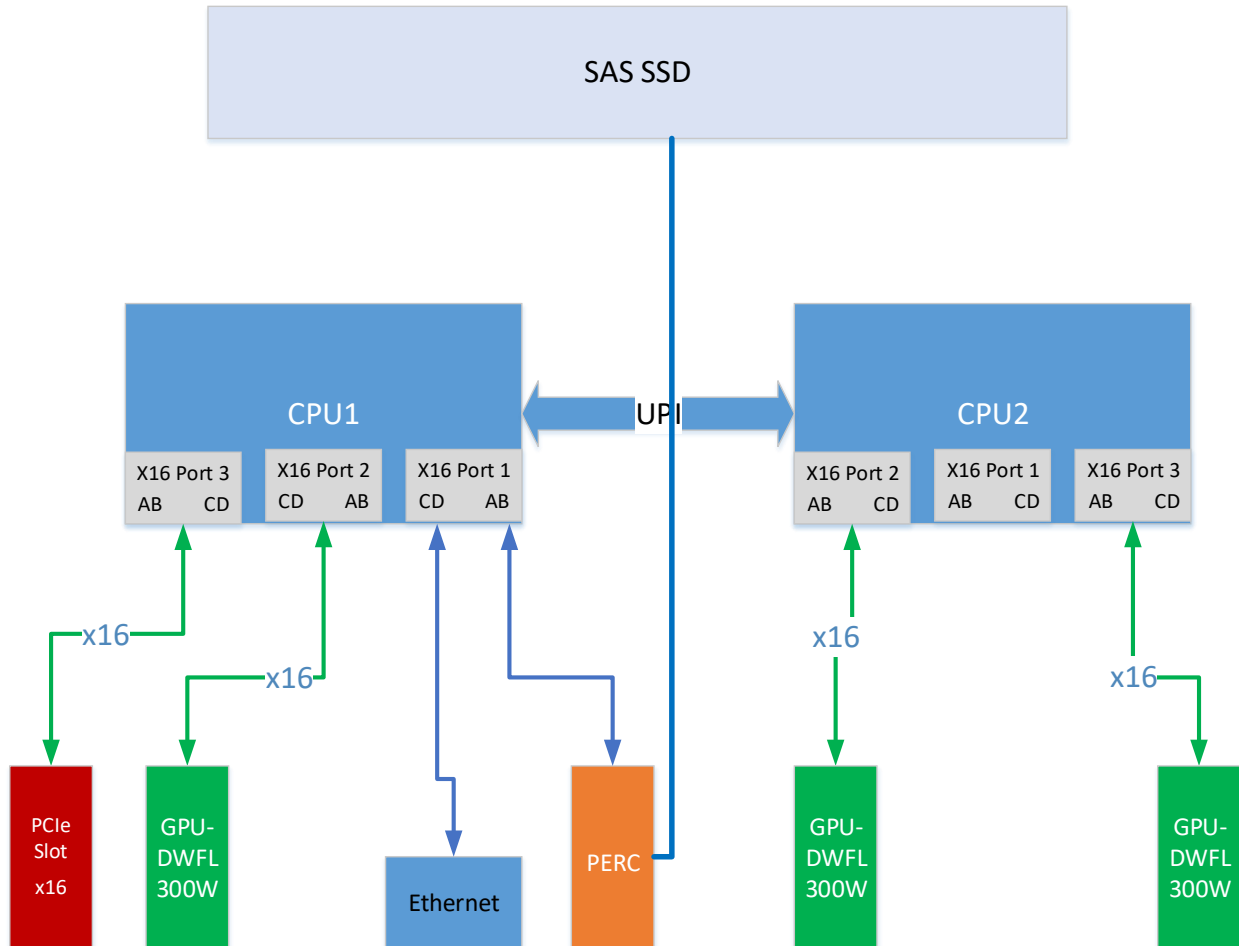 SAS SSD
CPU1
UPI
CPU2
X16 Port 3
AB CD
X16 Port 2
CD AB
X16 Port 1
CD AB
X16 Port 2
AB CD
X16 Port 1
AB CD
X16 Port 3
AB CD
x16
x16
x16
x16
PCIe
Slot
x16
GPU-
DWFL
300W
Ethernet
PERC
GPU-
DWFL
300W
GPU-
DWFL
300W